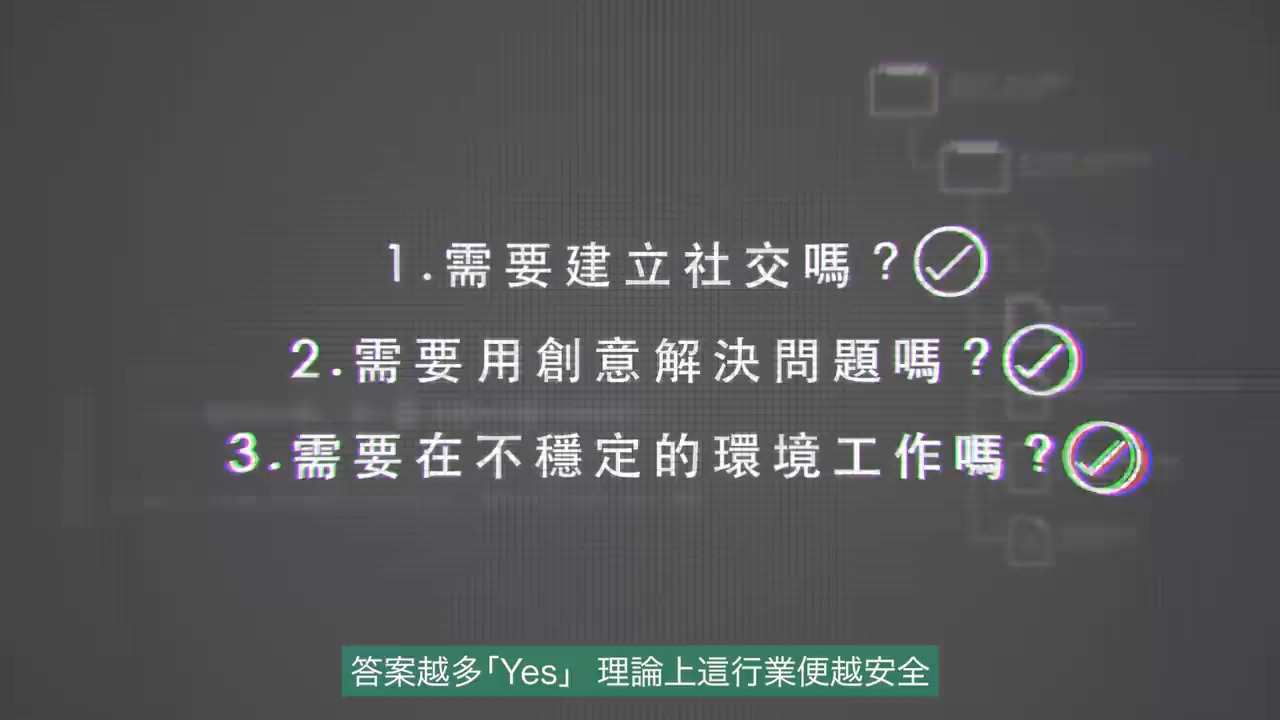 1.需要建立社交嗎?
2.需要用創意解決問題嗎?
3.需要在不穩定的環境工作嗎?
答案越多「Yes」 理論上這行業便越安全